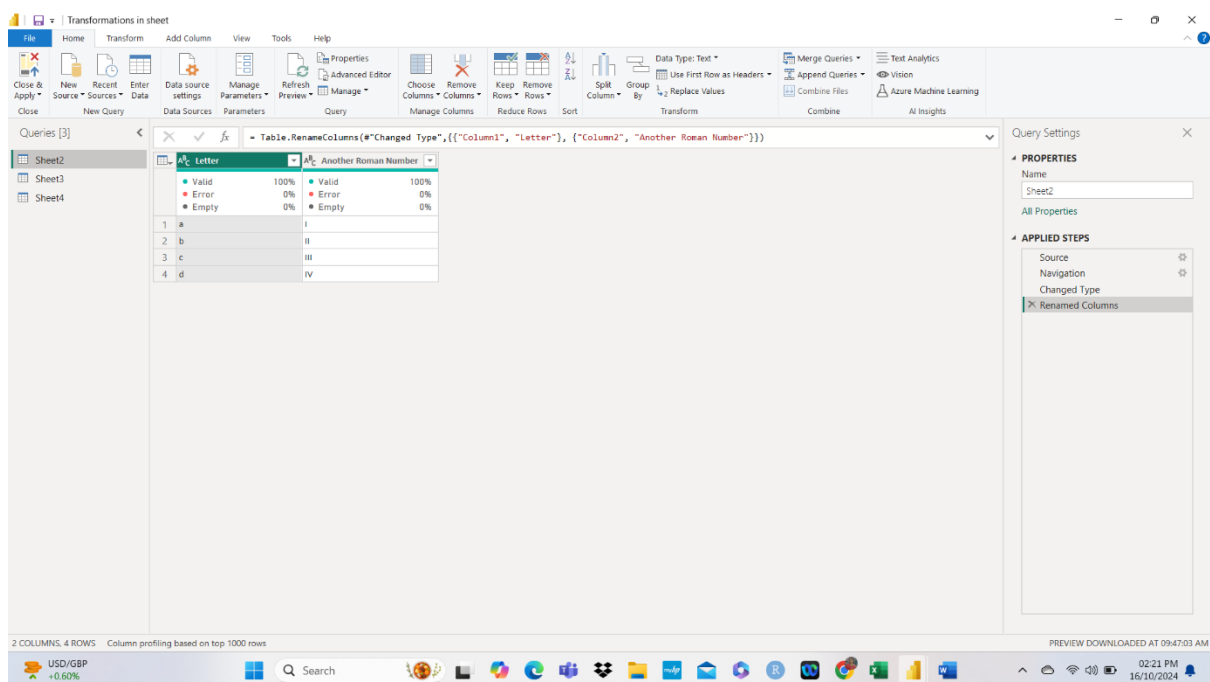 Transformations in sheet
File Home Transform Add Column View Tools Help
Close & Apply
New Source
Recent Sources
Enter Data
Data source settings
Manage Parameters
Refresh Preview
Properties
Advanced Editor
Manage
Choose Columns
Remove Columns
Keep Rows
Remove Rows
Split Column
Group By
Data Type: Text
Use First Row as Headers
Replace Values
Merge Queries
Append Queries
Combine Files
Text Analytics
Vision
Azure Machine Learning
Close New Query Data Sources Parameters Query Manage Columns Reduce Rows Sort Transform Combine AI Insights
Queries [3]
Sheet2
Sheet3
Sheet4
fx = Table.RenameColumns(#"Changed Type",{{"Column1", "Letter"}, {"Column2", "Another Roman Number"}})
ABC Letter ABC Another Roman Number
Valid 100% Valid 100%
Error 0% Error 0%
Empty 0% Empty 0%
1 a I
2 b II
3 c III
4 d IV
Query Settings
PROPERTIES
Name
Sheet2
All Properties
APPLIED STEPS
Source
Navigation
Changed Type
Renamed Columns
2 COLUMNS, 4 ROWS Column profiling based on top 1000 rows
PREVIEW DOWNLOADED AT 09:47:03 AM
USD/GBP
+0.60%
Search
02:21 PM
16/10/2024